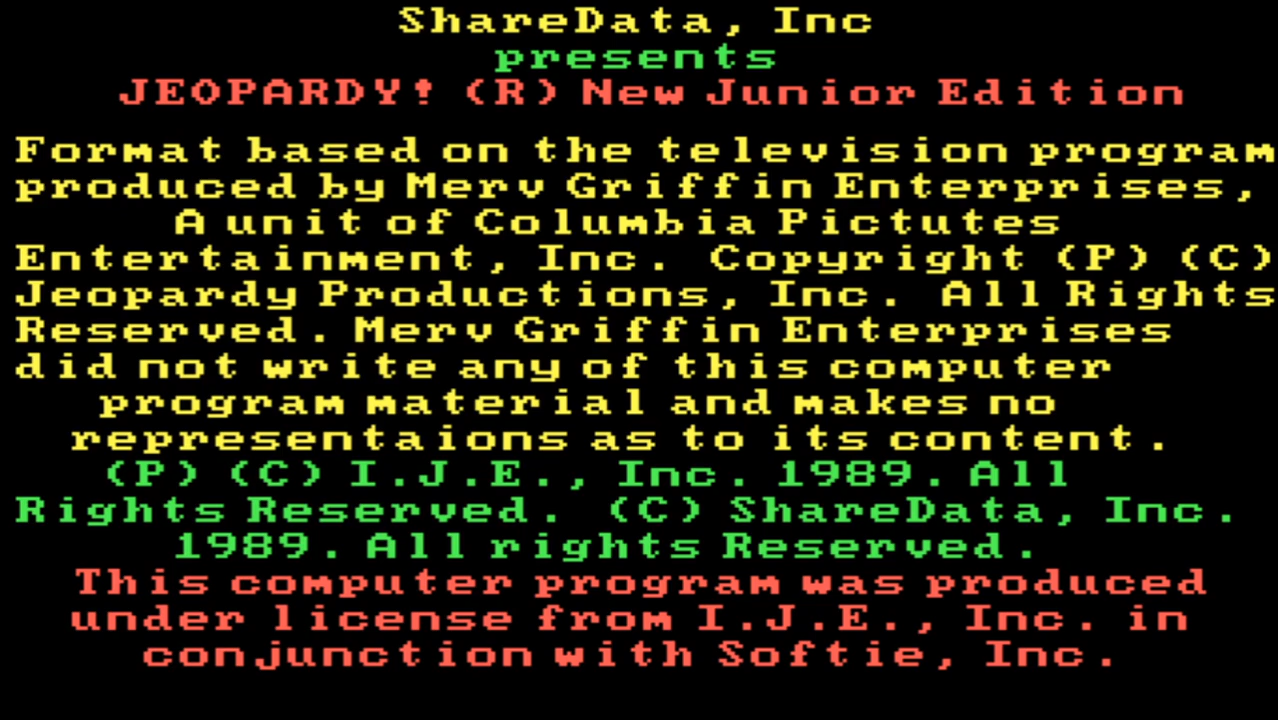 ShareData, Inc
presents
JEOPARDY! (R) New Junior Edition
Format based on the television program
produced by Merv Griffin Enterprises,
A unit of Columbia Pictutes
Entertainment, Inc. Copyright (P) (C)
Jeopardy Productions, Inc. All Rights
Reserved. Merv Griffin Enterprises
did not write any of this computer
program material and makes no
representaions as to its content.
(P) (C) I.J.E., Inc. 1989. All
Rights Reserved. (C) ShareData, Inc.
1989. All rights Reserved.
This computer program was produced
under license from I.J.E., Inc. in
conjunction with Softie, Inc.